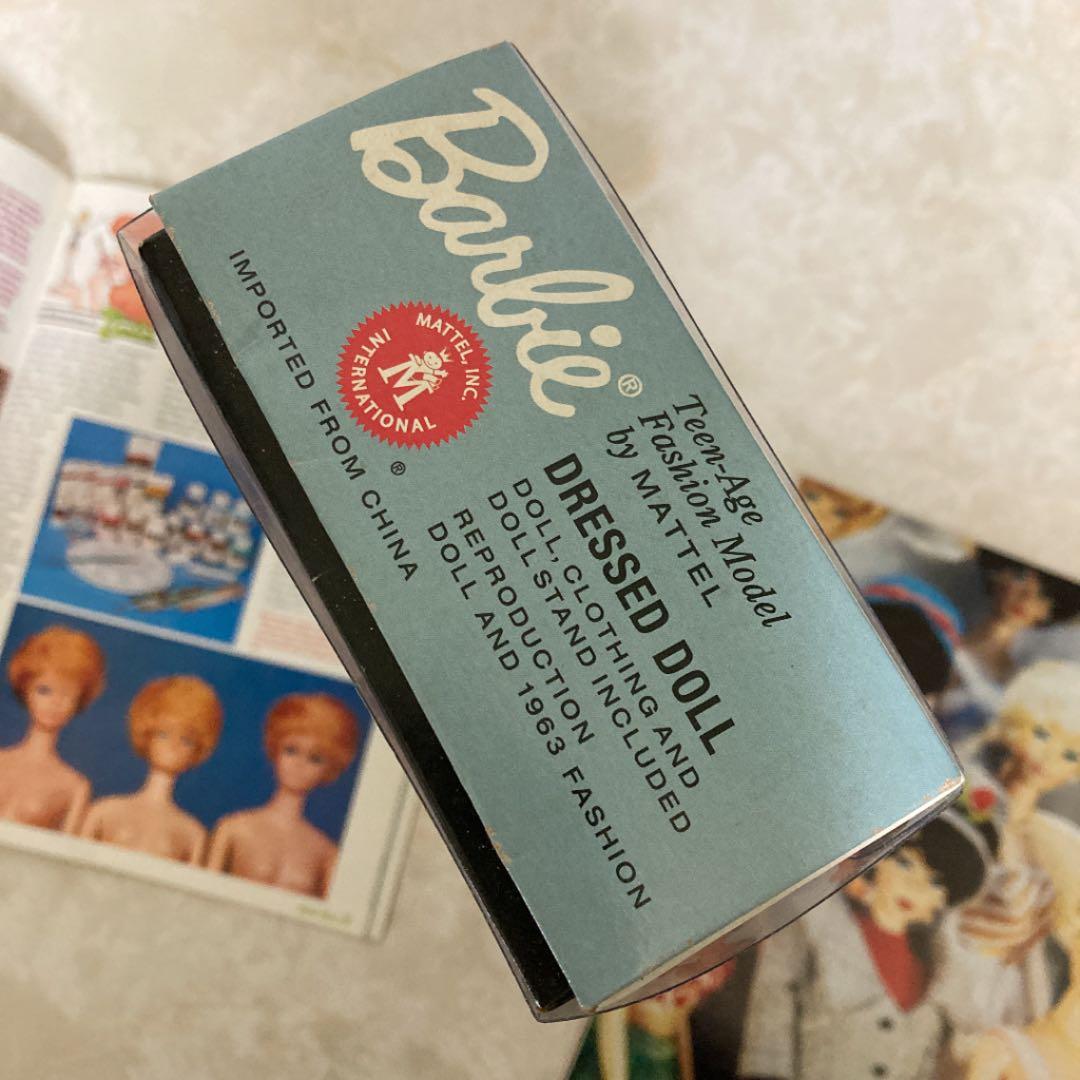 Barbie®
Teen-Age
Fashion Model
by MATTEL
MATTEL, INC.
M
INTERNATIONAL
®
IMPORTED FROM CHINA
DRESSED DOLL
DOLL, CLOTHING AND
DOLL STAND INCLUDED
REPRODUCTION
DOLL AND 1963 FASHION